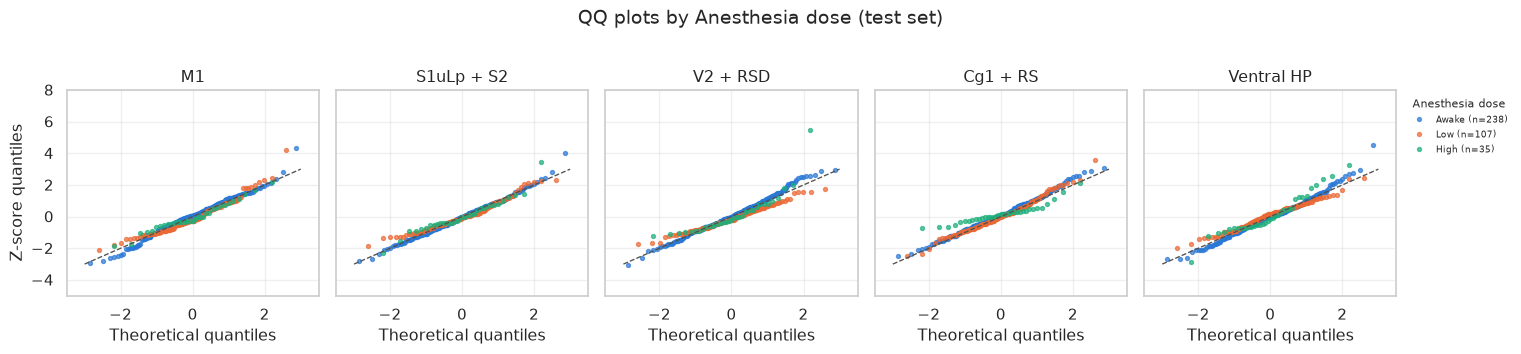 QQ plots by Anesthesia dose (test set)
M1
S1uLp + S2
V2 + RSD
Cg1 + RS
Ventral HP
Z-score quantiles
8
6
4
2
0
−2
−4
−2 0 2
−2 0 2
−2 0 2
−2 0 2
−2 0 2
Theoretical quantiles
Theoretical quantiles
Theoretical quantiles
Theoretical quantiles
Theoretical quantiles
Anesthesia dose
Awake (n=238)
Low (n=107)
High (n=35)